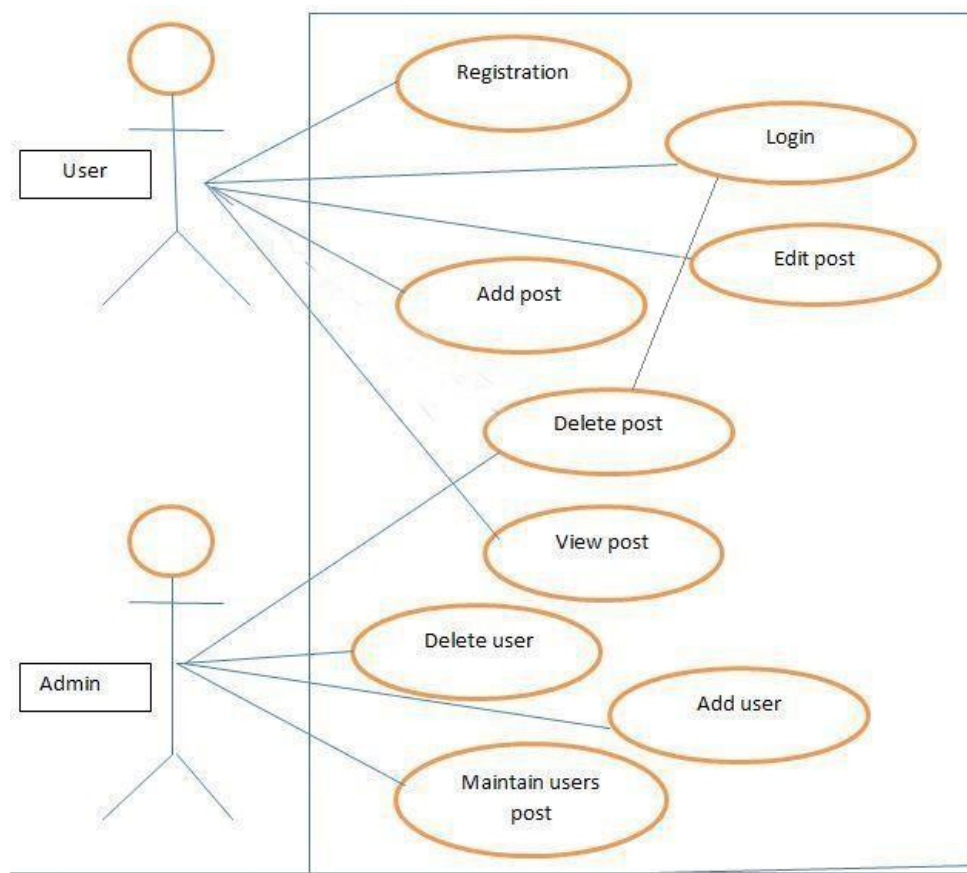 Registration
Login
User
Edit post
Add post
Delete post
View post
Delete user
Admin
Add user
Maintain users
post